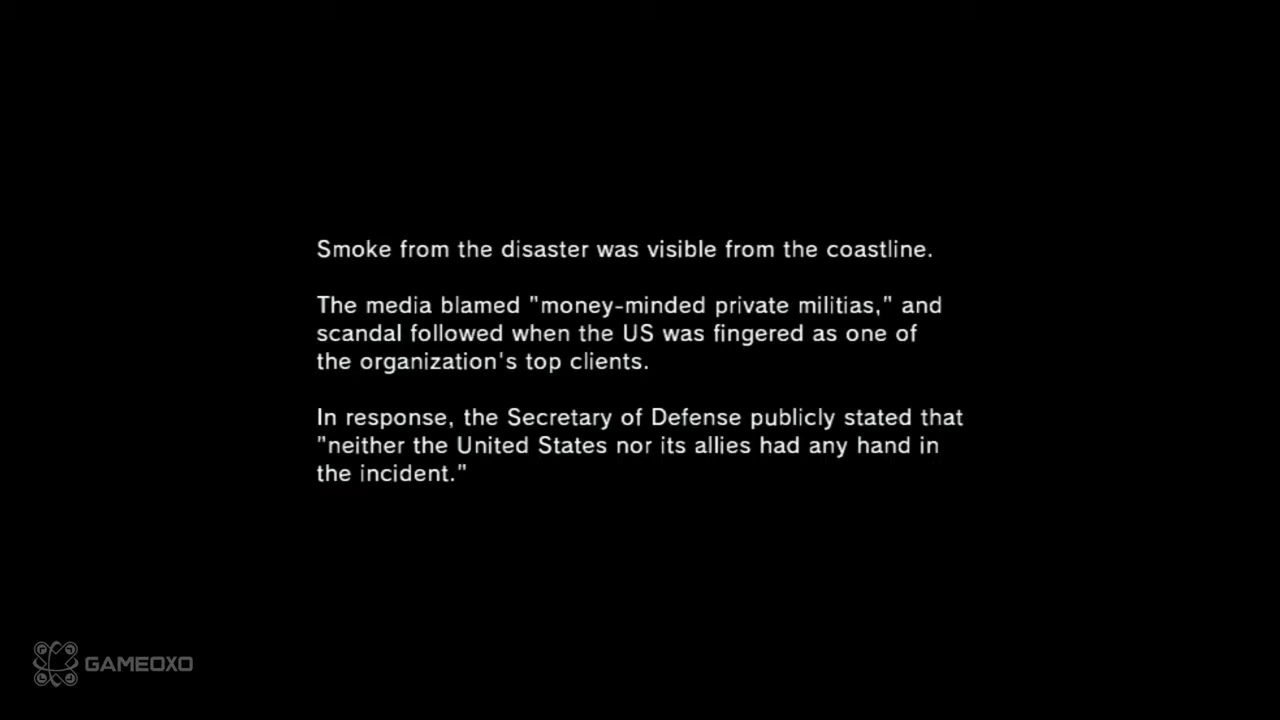 Smoke from the disaster was visible from the coastline.
The media blamed "money-minded private militias," and
scandal followed when the US was fingered as one of
the organization's top clients.
In response, the Secretary of Defense publicly stated that
"neither the United States nor its allies had any hand in
the incident."
GAMEOXO